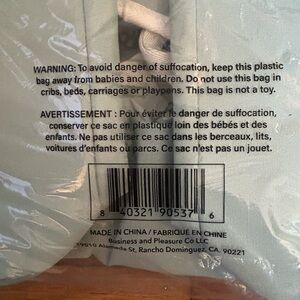 WARNING: To avoid danger of suffocation, keep this plastic
bag away from babies and children. Do not use this bag in
cribs, beds, carriages or playpens. This bag is not a toy.
AVERTISSEMENT : Pour éviter le danger de suffocation,
conserver ce sac en plastique loin des bébés et des
enfants. Ne pas utiliser ce sac dans les berceaux, lits,
voitures d'enfants ou parcs. Ce sac n'est pas un jouet.
8 40321 90537 6
MADE IN CHINA / FABRIQUE EN CHINE
Business and Pleasure Co LLC
Alameda St, Rancho Dominguez, CA, 90221